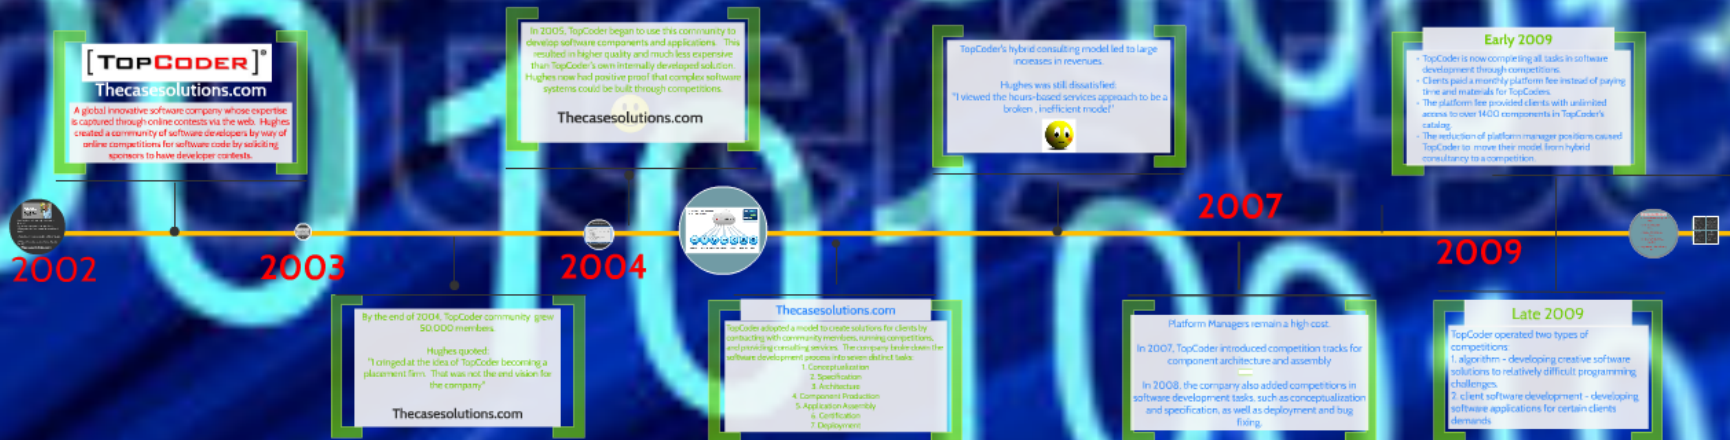 [TOPCODER]®
Thecasesolutions.com
A global innovative software company whose expertise
is captured through online contests via the web. Hughes
created a community of software developers by way of
online competitions for software code by soliciting
sponsors to have developer contests.
In 2005, TopCoder began to use this community to
develop software components and applications. This
resulted in higher quality and much less expensive
than TopCoder's own internally developed solution.
Hughes now had positive proof that complex software
systems could be built through competitions.
Thecasesolutions.com
TopCoder's hybrid consulting model led to large
increases in revenues.
Hughes was still dissatisfied:
"I viewed the hours-based services approach to be a
broken , inefficient model"
Early 2009
- TopCoder is now completing all tasks in software
development through competitions.
- Clients paid a monthly platform fee instead of paying
time and materials for TopCoders.
- The platform fee provided clients with unlimited
access to over 1400 components in TopCoder's
catalog.
- The reduction of platform manager positions caused
TopCoder to move their model from hybrid
consultancy to a competition.
2002
2003
2004
2007
2009
By the end of 2004, TopCoder community grew
50,000 members.
Hughes quoted:
"I cringed at the idea of TopCoder becoming a
placement firm. That was not the end vision for
the company"
Thecasesolutions.com
Thecasesolutions.com
TopCoder adopted a model to create solutions for clients by
contracting with community members, running competitions,
and providing consulting services. The company broke down the
software development process into seven distinct tasks:
1. Conceptualization
2. Specification
3. Architecture
4. Component Production
5. Application Assembly
6. Certification
7. Deployment
Platform Managers remain a high cost.
In 2007, TopCoder introduced competition tracks for
component architecture and assembly
In 2008, the company also added competitions in
software development tasks, such as conceptualization
and specification, as well as deployment and bug
fixing.
Late 2009
TopCoder operated two types of
competitions:
1. algorithm - developing creative software
solutions to relatively difficult programming
challenges.
2. client software development - developing
software applications for certain clients
demands